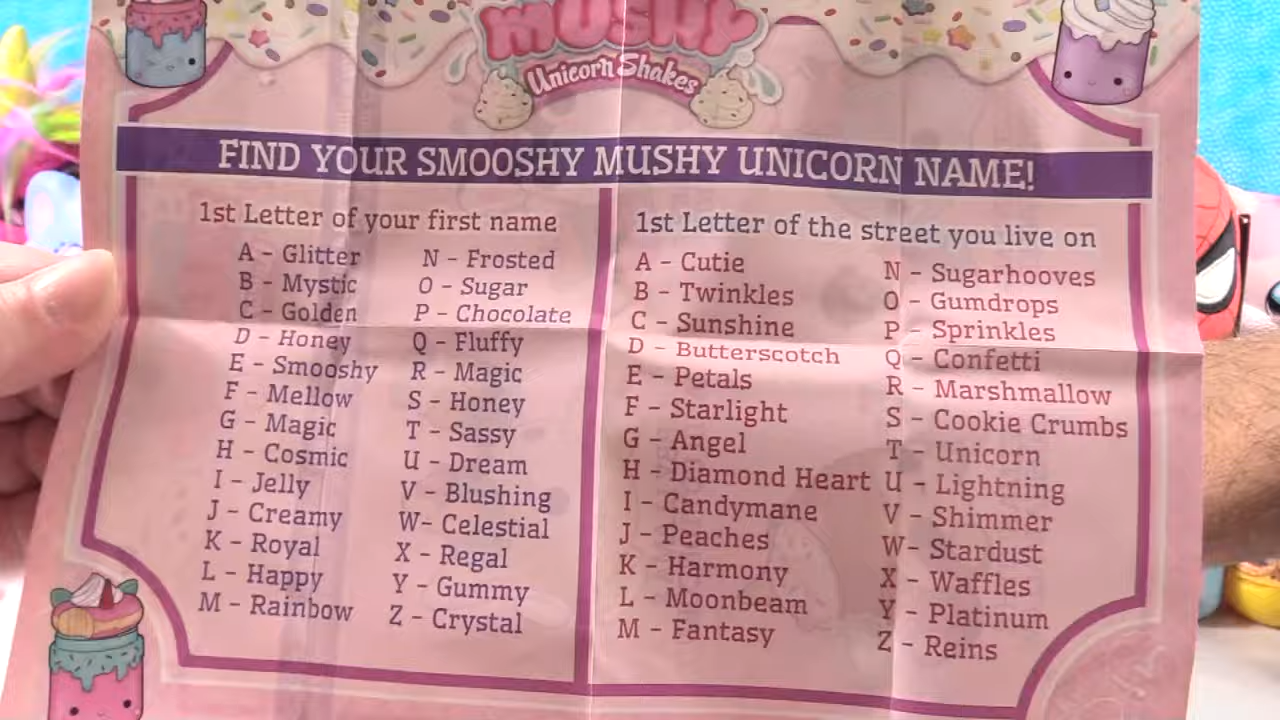 MUSHY
Unicorn Shakes
FIND YOUR SMOOSHY MUSHY UNICORN NAME!
1st Letter of your first name
A - Glitter
B - Mystic
C - Golden
D - Honey
E - Smooshy
F - Mellow
G - Magic
H - Cosmic
I - Jelly
J - Creamy
K - Royal
L - Happy
M - Rainbow
N - Frosted
O - Sugar
P - Chocolate
Q - Fluffy
R - Magic
S - Honey
T - Sassy
U - Dream
V - Blushing
W- Celestial
X - Regal
Y - Gummy
Z - Crystal
1st Letter of the street you live on
A - Cutie
B - Twinkles
C - Sunshine
D - Butterscotch
E - Petals
F - Starlight
G - Angel
H - Diamond Heart
I - Candymane
J - Peaches
K - Harmony
L - Moonbeam
M - Fantasy
N - Sugarhooves
O - Gumdrops
P - Sprinkles
Q - Confetti
R - Marshmallow
S - Cookie Crumbs
T - Unicorn
U - Lightning
V - Shimmer
W- Stardust
X - Waffles
Y - Platinum
Z - Reins